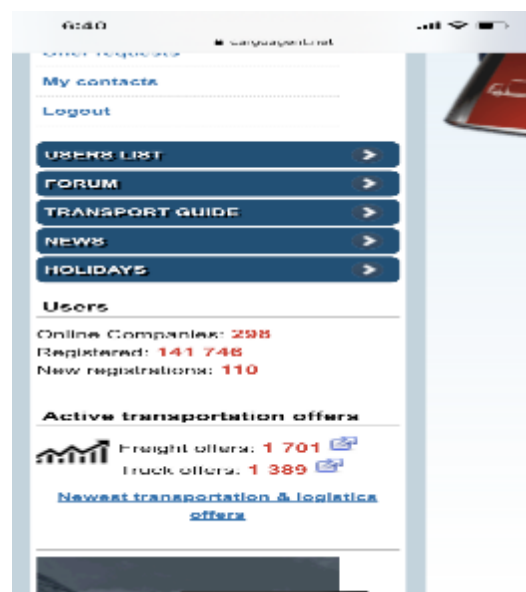 6:40
cargoagent.net
Offer requests
My contacts
Logout
USERS LIST
FORUM
TRANSPORT GUIDE
NEWS
HOLIDAYS
Users
Online Companies: 298
Registered: 141 746
New registrations: 110
Active transportation offers
Freight offers: 1 701
Truck offers: 1 389
Newest transportation & logistics
offers